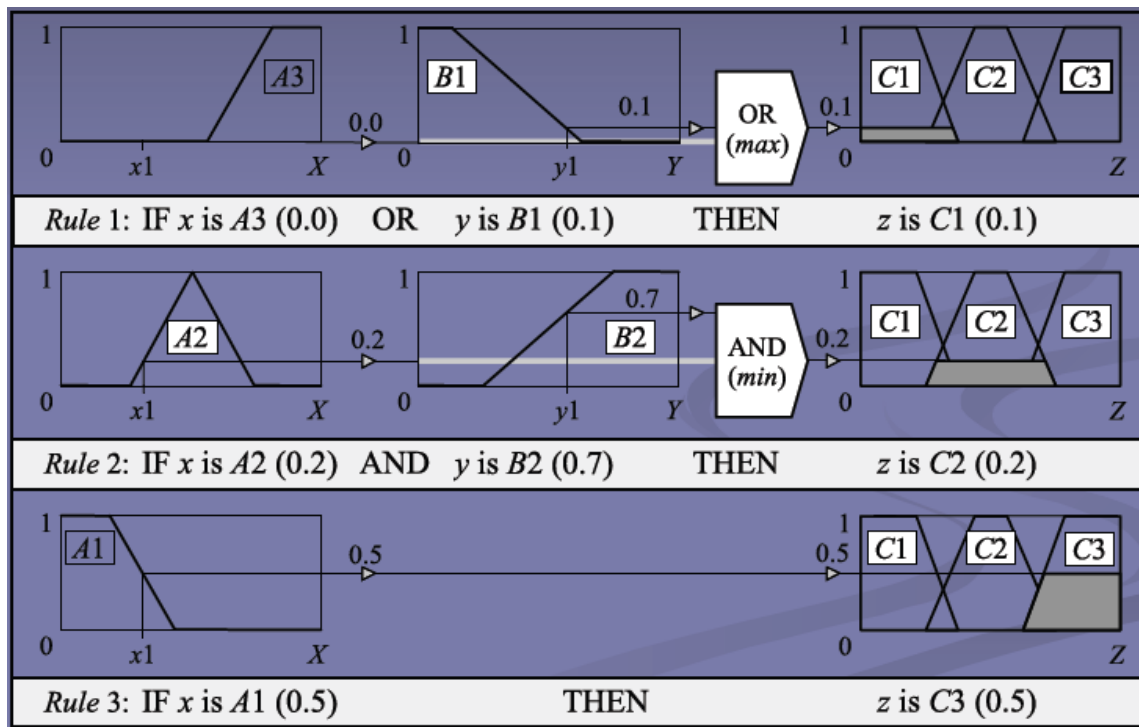 1 A3 0.0 1 B1 0.1 OR (max) 0.1 1 C1 C2 C3
0 x1 X 0 y1 Y 0 Z
Rule 1: IF x is A3 (0.0) OR y is B1 (0.1) THEN z is C1 (0.1)
1 A2 0.2 1 0.7 B2 AND (min) 0.2 1 C1 C2 C3
0 x1 X 0 y1 Y 0 Z
Rule 2: IF x is A2 (0.2) AND y is B2 (0.7) THEN z is C2 (0.2)
1 A1 0.5 0.5 1 C1 C2 C3
0 x1 X 0 Z
Rule 3: IF x is A1 (0.5) THEN z is C3 (0.5)